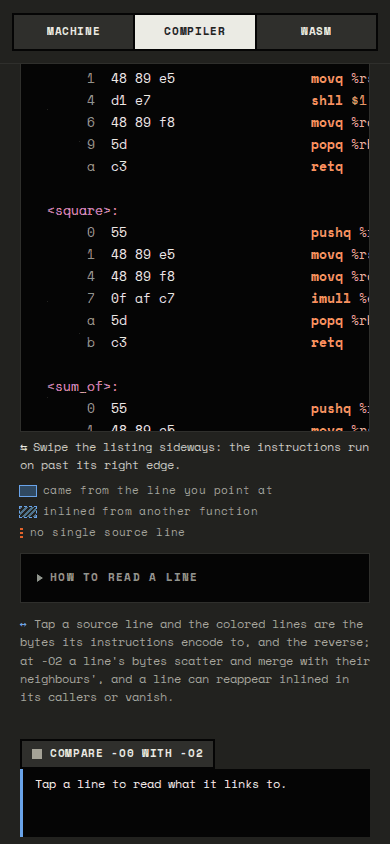 MACHINE COMPILER WASM
1 48 89 e5 movq
4 d1 e7 shll $1
6 48 89 f8 movq
9 5d popq
a c3 retq
<square>:
0 55 pushq
1 48 89 e5 movq
4 48 89 f8 movq
7 0f af c7 imull
a 5d popq
b c3 retq
<sum_of>:
0 55 pushq
1 48 89 e5 movq
⇆ Swipe the listing sideways: the instructions run
on past its right edge.
came from the line you point at
inlined from another function
no single source line
HOW TO READ A LINE
↔ Tap a source line and the colored lines are the
bytes its instructions encode to, and the reverse;
at -O2 a line's bytes scatter and merge with their
neighbours', and a line can reappear inlined in
its callers or vanish.
COMPARE -O0 WITH -O2
Tap a line to read what it links to.